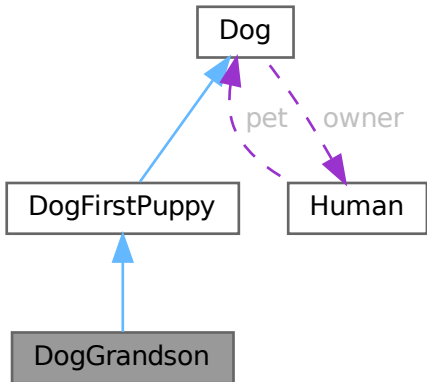 Dog
pet
owner
DogFirstPuppy
Human
DogGrandson